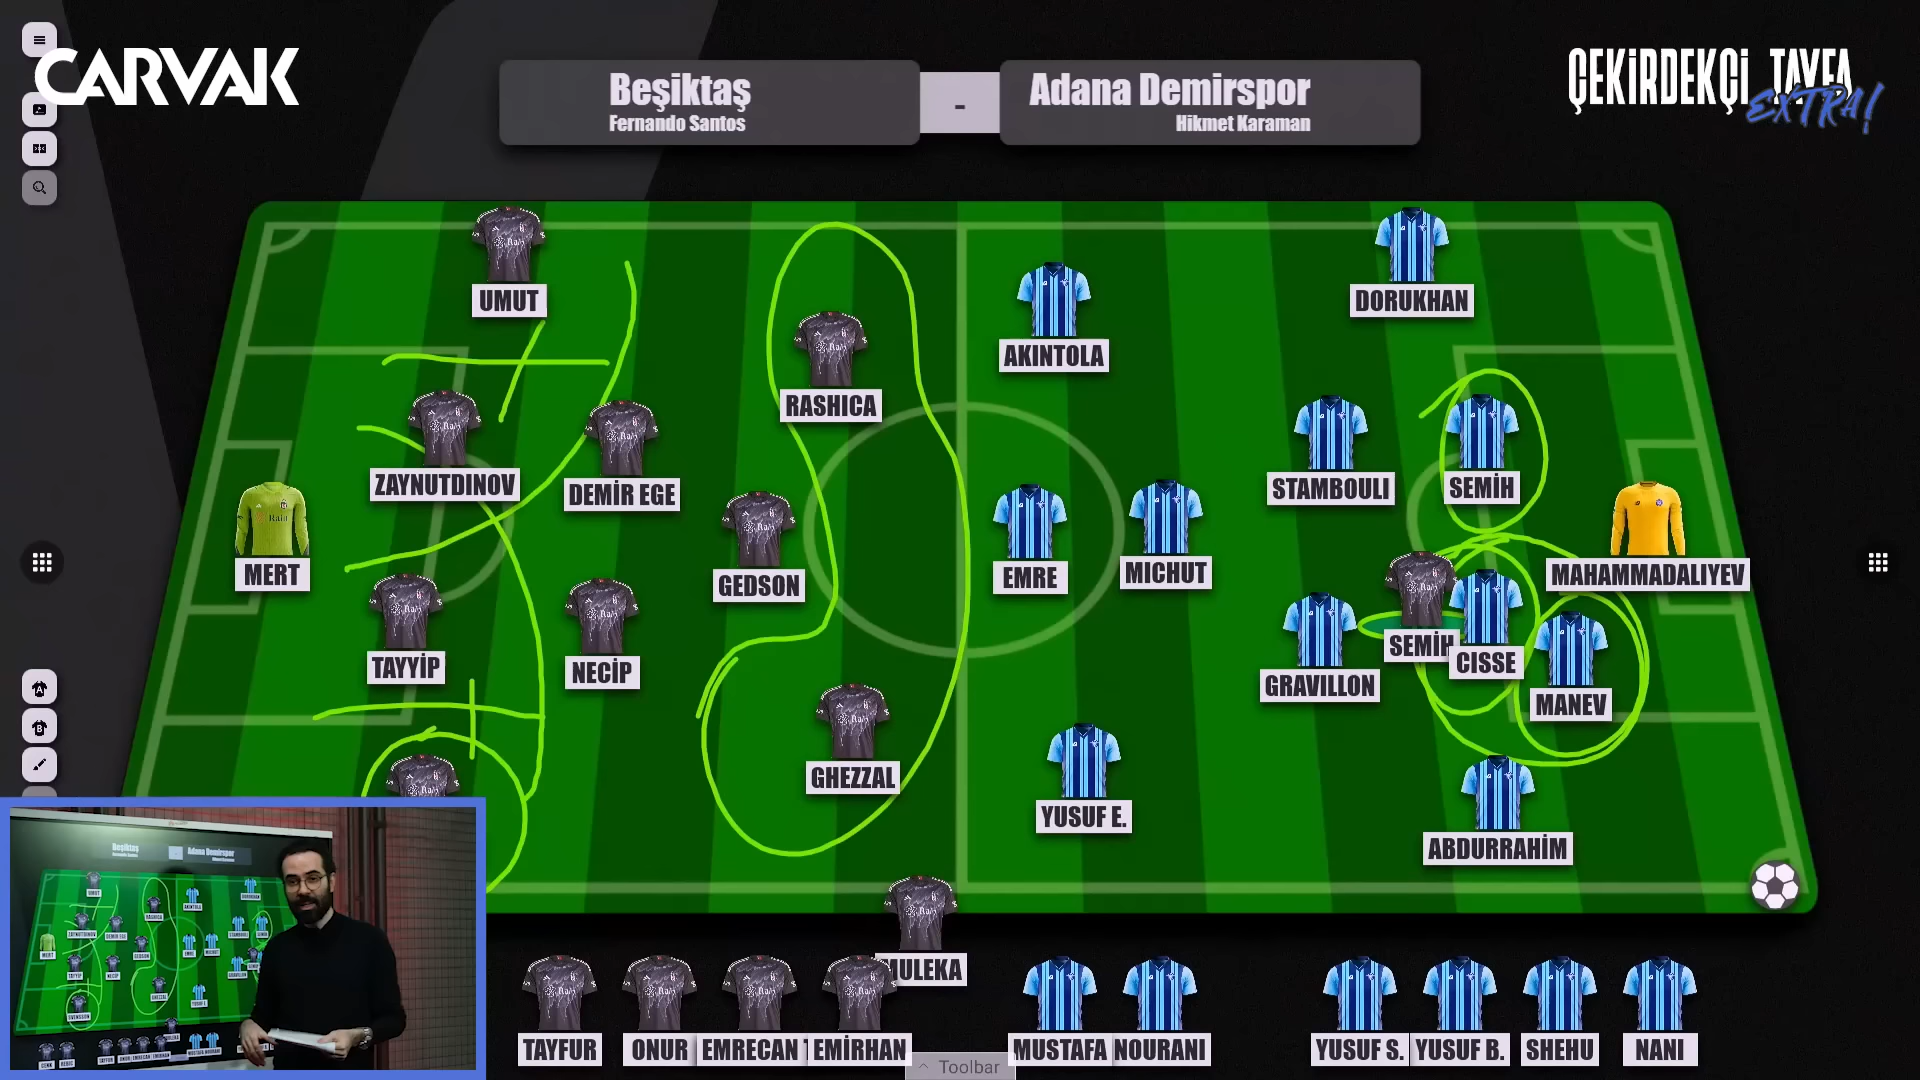 CARVAK
Beşiktaş
Fernando Santos
-
Adana Demirspor
Hikmet Karaman
ÇEKİRDEKÇİ TAYFA
EXTRA!
UMUT
DORUKHAN
AKINTOLA
RASHICA
ZAYNUTDINOV
DEMİR EGE
STAMBOULI
SEMİH
MERT
GEDSON
EMRE
MICHUT
MAHAMMADALIYEV
TAYYİP
NECİP
SEMİH
CISSE
GRAVILLON
MANEV
GHEZZAL
YUSUF E.
ABDURRAHİM
MULEKA
TAYFUR
ONUR
EMRECAN
EMİRHAN
MUSTAFA
NOURANI
YUSUF S.
YUSUF B.
SHEHU
NANI
Toolbar
A
B